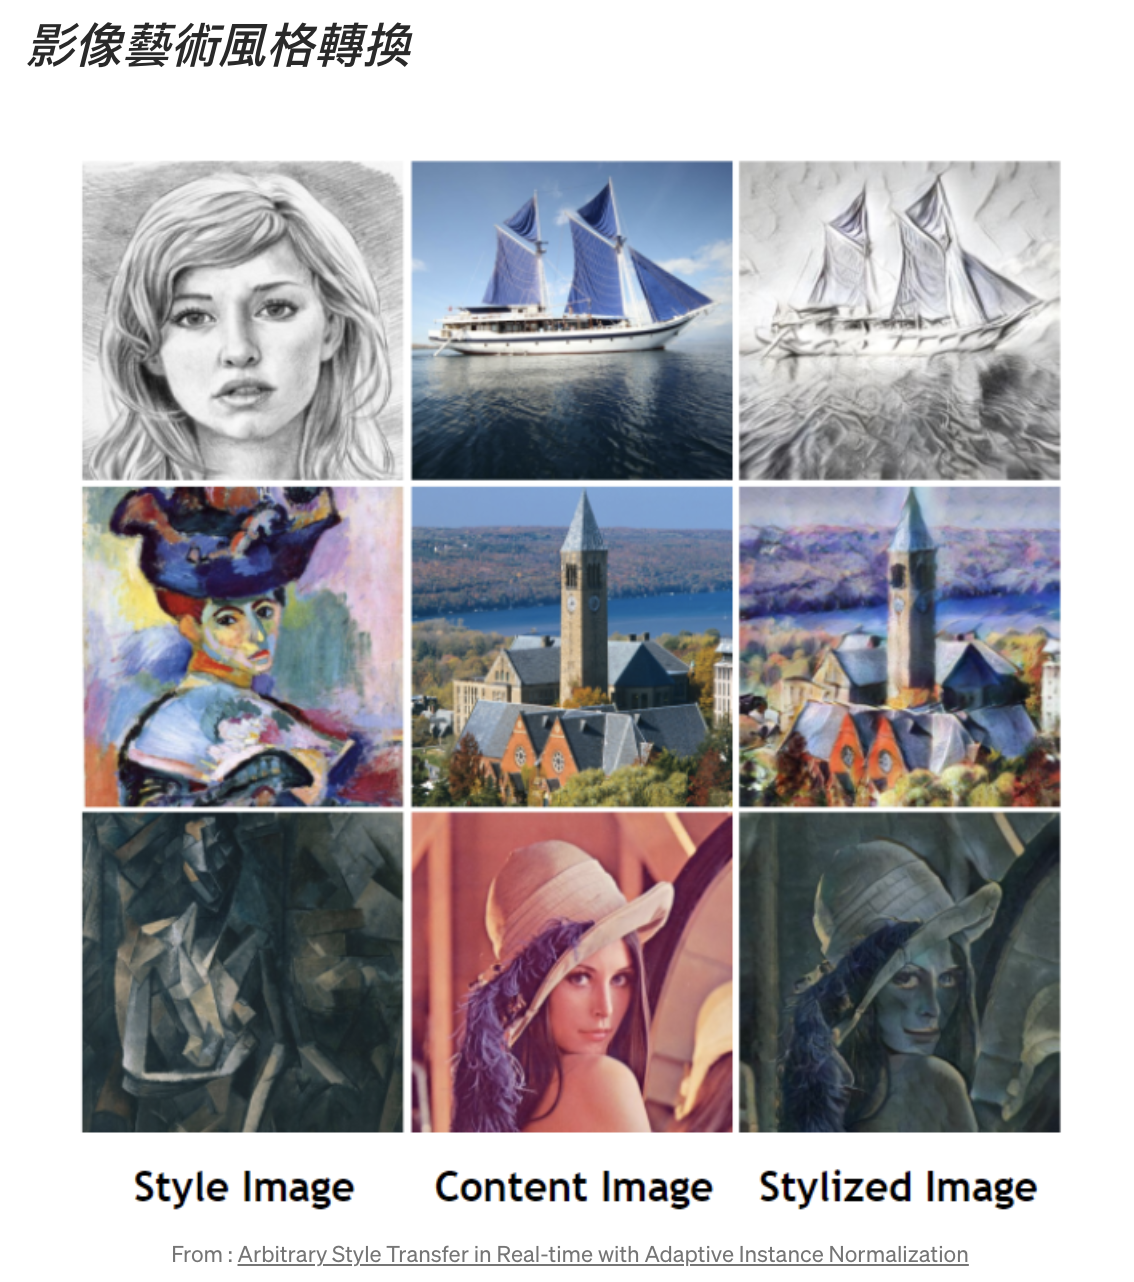 影像藝術風格轉換
Style Image Content Image Stylized Image
From : Arbitrary Style Transfer in Real-time with Adaptive Instance Normalization